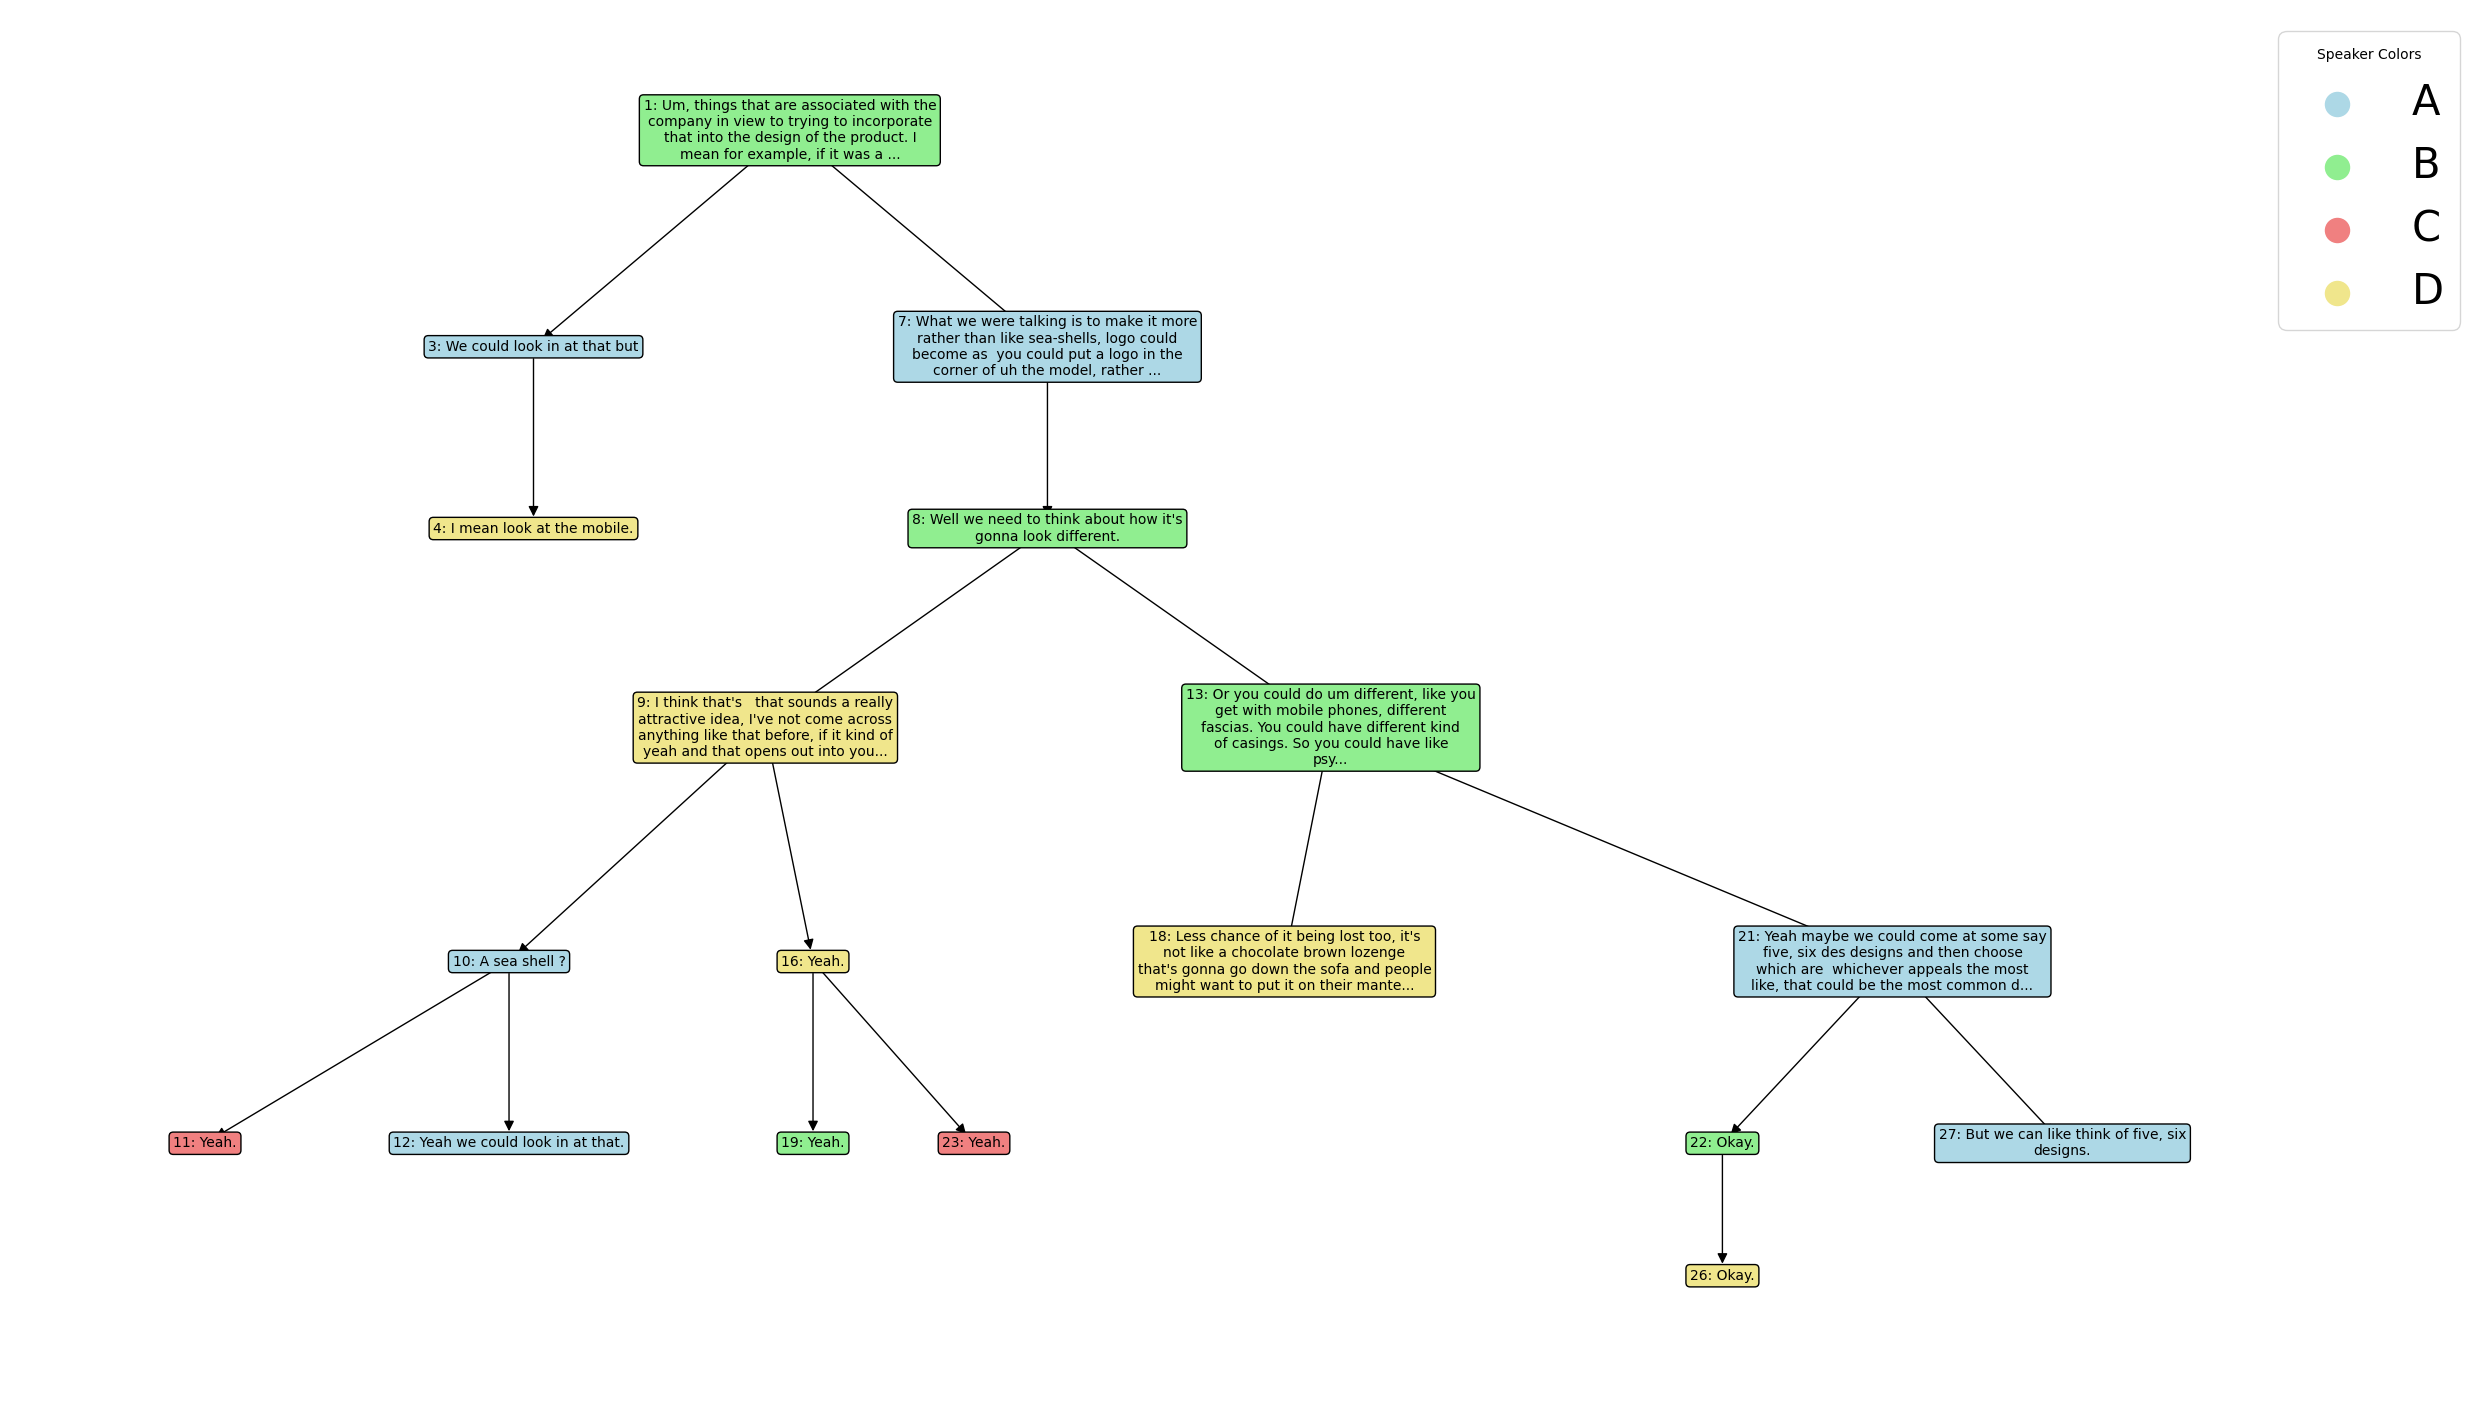 Speaker Colors
A
B
C
D
1: Um, things that are associated with the
company in view to trying to incorporate
that into the design of the product. I
mean for example, if it was a ...
3: We could look in at that but
7: What we were talking is to make it more
rather than like sea-shells, logo could
become as  you could put a logo in the
corner of uh the model, rather ...
4: I mean look at the mobile.
8: Well we need to think about how it's
gonna look different.
9: I think that's   that sounds a really
attractive idea, I've not come across
anything like that before, if it kind of
yeah and that opens out into you...
13: Or you could do um different, like you
get with mobile phones, different
fascias. You could have different kind
of casings. So you could have like
psy...
10: A sea shell ?
16: Yeah.
18: Less chance of it being lost too, it's
not like a chocolate brown lozenge
that's gonna go down the sofa and people
might want to put it on their mante...
21: Yeah maybe we could come at some say
five, six des designs and then choose
which are  whichever appeals the most
like, that could be the most common d...
11: Yeah.
12: Yeah we could look in at that.
19: Yeah.
23: Yeah.
22: Okay.
27: But we can like think of five, six
designs.
26: Okay.